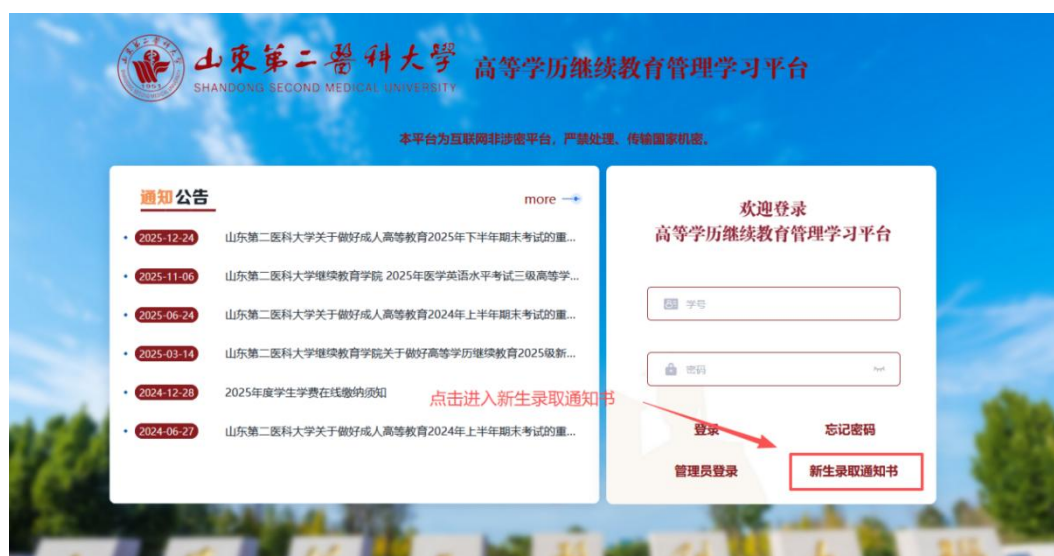 山東第二醫科大學
SHANDONG SECOND MEDICAL UNIVERSITY
高等学历继续教育管理学习平台
本平台为互联网非涉密平台，严禁处理、传输国家机密。
通知公告
more
2025-12-24 山东第二医科大学关于做好成人高等教育2025年下半年期末考试的重...
2025-11-06 山东第二医科大学继续教育学院 2025年医学英语水平考试三级高等学...
2025-06-24 山东第二医科大学关于做好成人高等教育2024年上半年期末考试的重...
2025-03-14 山东第二医科大学继续教育学院关于做好高等学历继续教育2025级新...
2024-12-28 2025年度学生学费在线缴纳须知
2024-06-27 山东第二医科大学关于做好成人高等教育2024年上半年期末考试的重...
点击进入新生录取通知书
欢迎登录
高等学历继续教育管理学习平台
学号
密码
登录 忘记密码
管理员登录 新生录取通知书